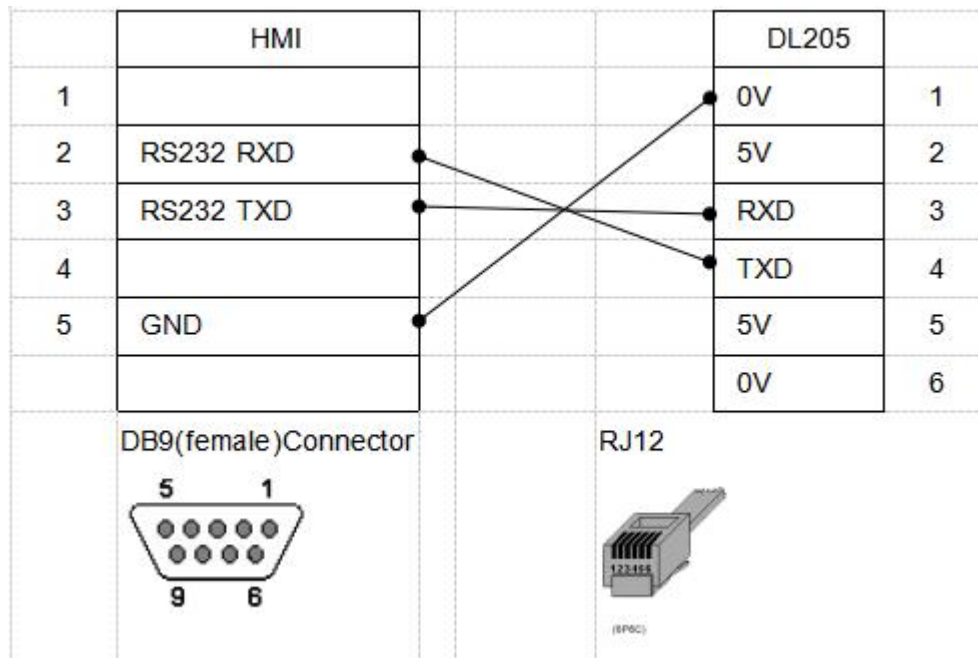 HMI DL205
1 0V 1
2 RS232 RXD 5V 2
3 RS232 TXD RXD 3
4 TXD 4
5 GND 5V 5
0V 6
DB9(female)Connector RJ12
5 1
9 6
123456
(6P6C)